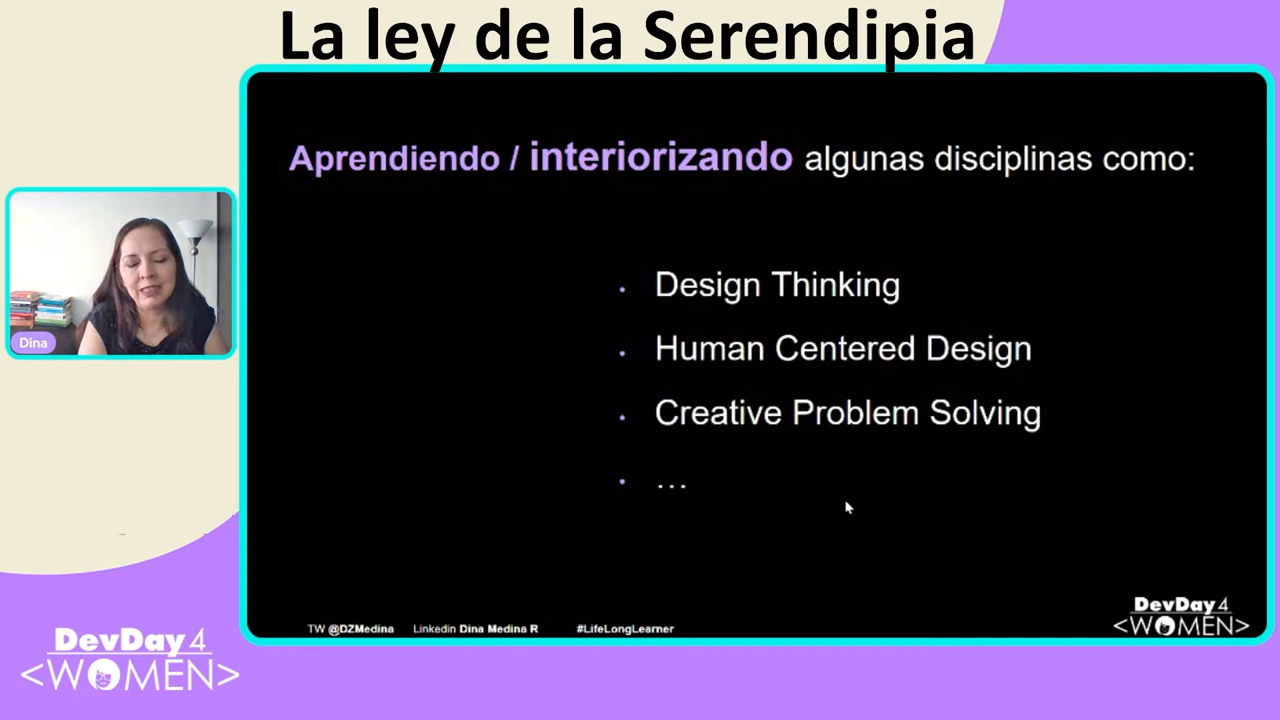 La ley de la Serendipia
Aprendiendo / interiorizando algunas disciplinas como:
• Design Thinking
• Human Centered Design
• Creative Problem Solving
• ...
Dina
TW @DZMedina Linkedin Dina Medina R #LifeLongLearner
DevDay4
<WOMEN>
DevDay4
<WOMEN>